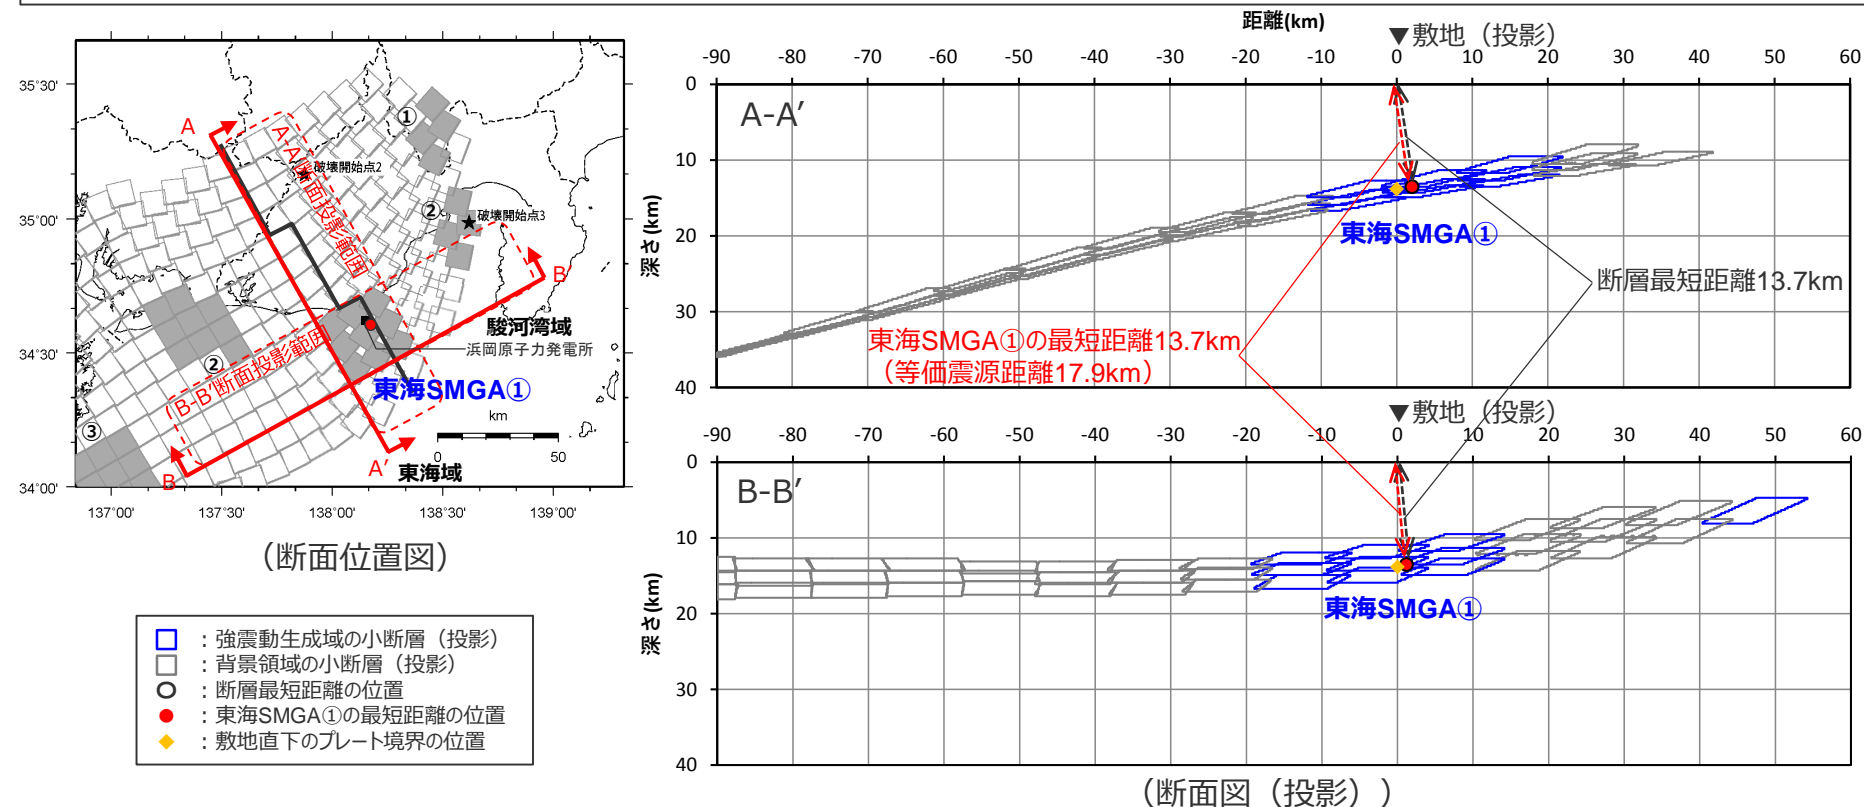 距離(km)
▼敷地（投影）
-90 -80 -70 -60 -50 -40 -30 -20 -10 0 10 20 30 40 50 60
0
10
20
30
40
深さ(km)
A-A′
東海SMGA①
断層最短距離13.7km
東海SMGA①の最短距離13.7km
（等価震源距離17.9km）
▼敷地（投影）
-90 -80 -70 -60 -50 -40 -30 -20 -10 0 10 20 30 40 50 60
0
10
20
30
40
深さ(km)
B-B′
東海SMGA①
（断面図（投影））
35°30′
35°00′
34°30′
34°00′
137°00′ 137°30′ 138°00′ 138°30′ 139°00′
A
A-A′断面投影範囲
①
★破壊開始点2
②
★破壊開始点3
B′
駿河湾域
浜岡原子力発電所
②
B-B′断面投影範囲
東海SMGA①
③
km
0 50
B
A′
東海域
（断面位置図）
：強震動生成域の小断層（投影）
：背景領域の小断層（投影）
：断層最短距離の位置
：東海SMGA①の最短距離の位置
：敷地直下のプレート境界の位置